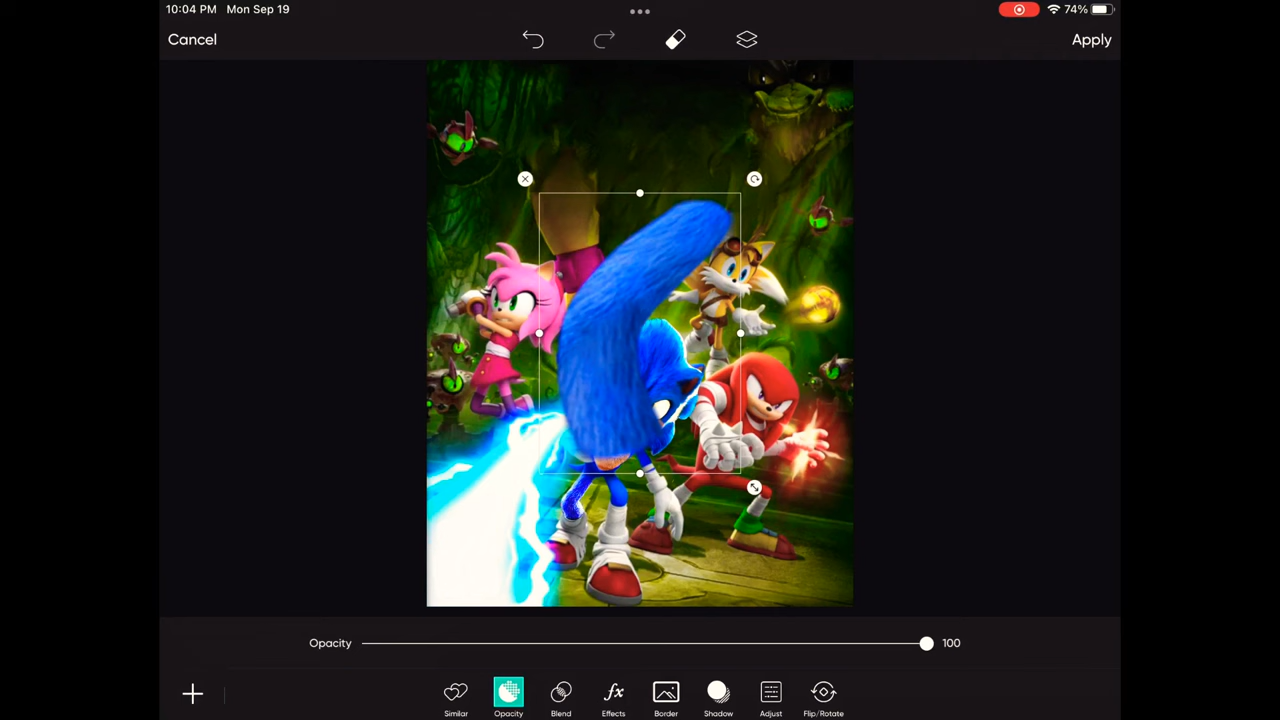 10:04 PM Mon Sep 19
74%
Cancel
Apply
Opacity
100
Similar
Opacity
Blend
fx
Effects
Border
Shadow
Adjust
Flip/Rotate